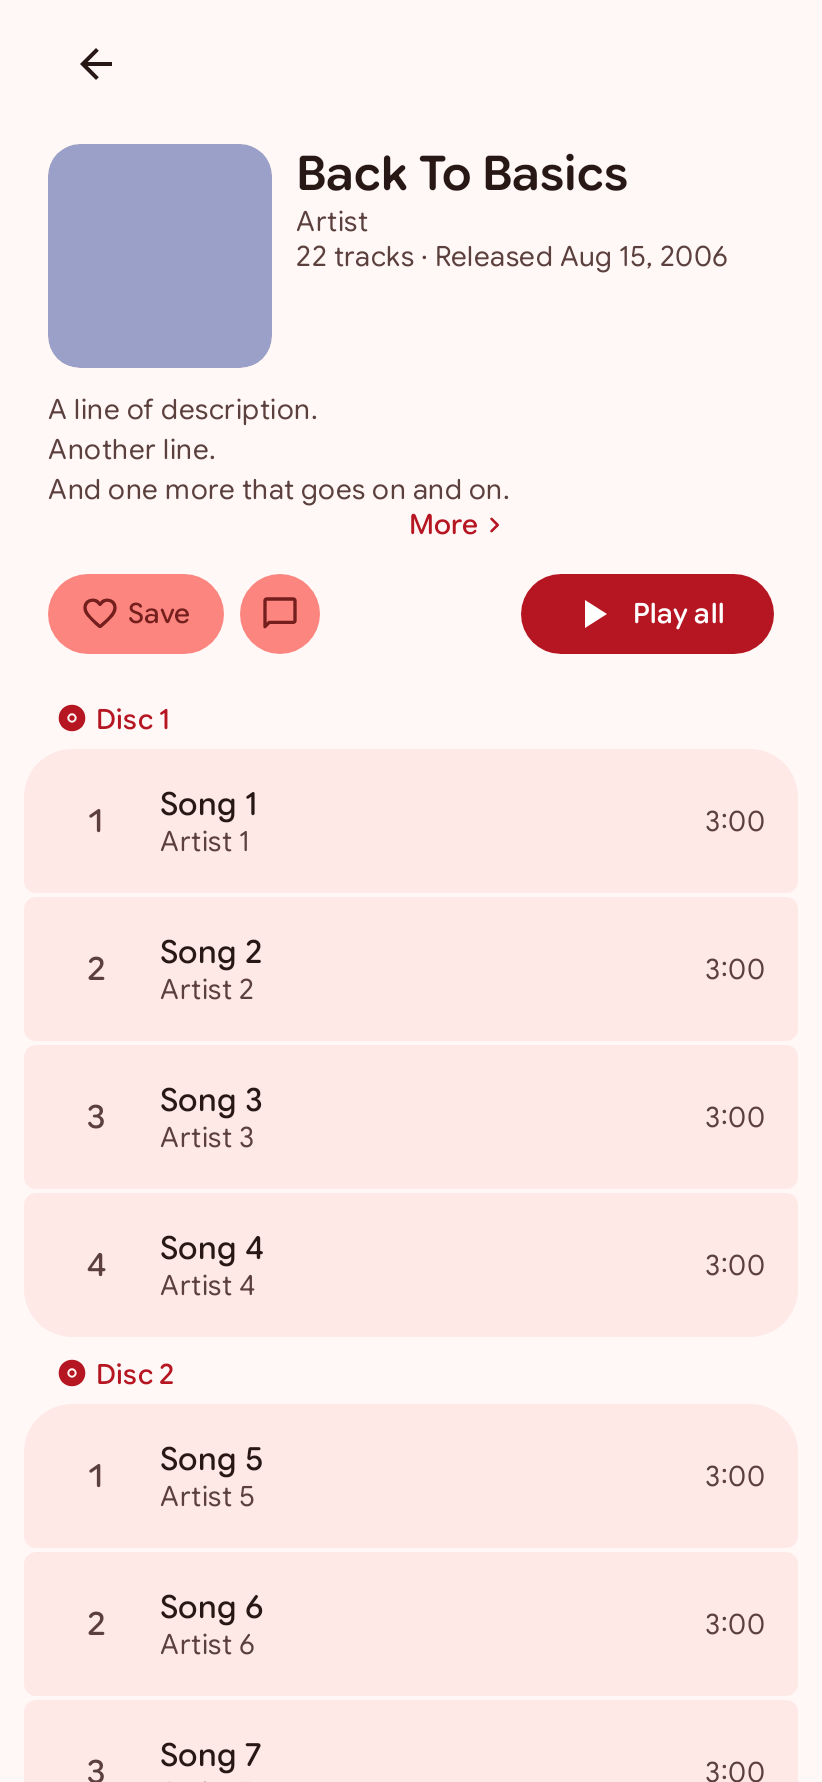 Back To Basics
Artist
22 tracks · Released Aug 15, 2006
A line of description.
Another line.
And one more that goes on and on.
More
Save
Play all
Disc 1
1
Song 1
Artist 1
3:00
2
Song 2
Artist 2
3:00
3
Song 3
Artist 3
3:00
4
Song 4
Artist 4
3:00
Disc 2
1
Song 5
Artist 5
3:00
2
Song 6
Artist 6
3:00
3
Song 7
3:00